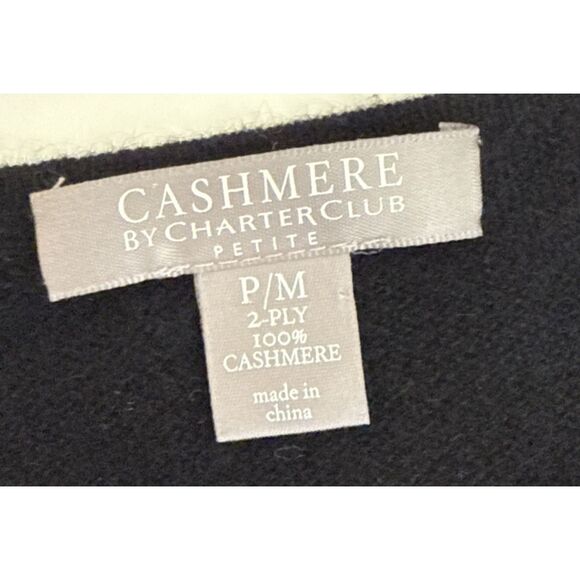 CASHMERE
BY CHARTER CLUB
PETITE
P/M
2-PLY
100%
CASHMERE
made in
china